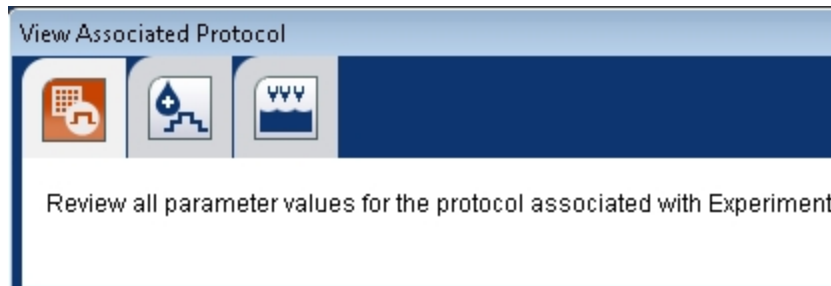 View Associated Protocol
Review all parameter values for the protocol associated with Experiment